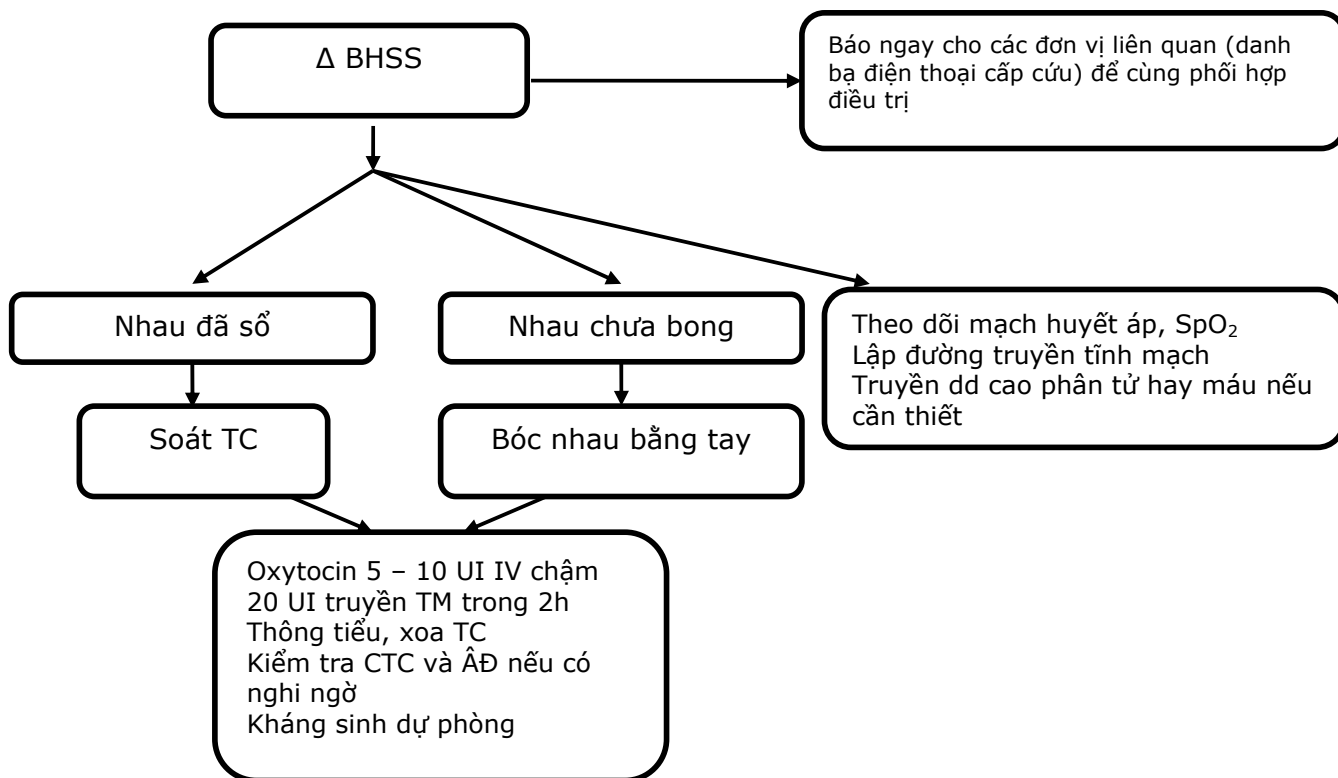 Δ BHSS
Báo ngay cho các đơn vị liên quan (danh
bạ điện thoại cấp cứu) để cùng phối hợp
điều trị
Nhau đã sổ
Nhau chưa bong
Theo dõi mạch huyết áp, SpO₂
Lập đường truyền tĩnh mạch
Truyền dd cao phân tử hay máu nếu
cần thiết
Soát TC
Bóc nhau bằng tay
Oxytocin 5 – 10 UI IV chậm
20 UI truyền TM trong 2h
Thông tiểu, xoa TC
Kiểm tra CTC và ÂĐ nếu có
nghi ngờ
Kháng sinh dự phòng